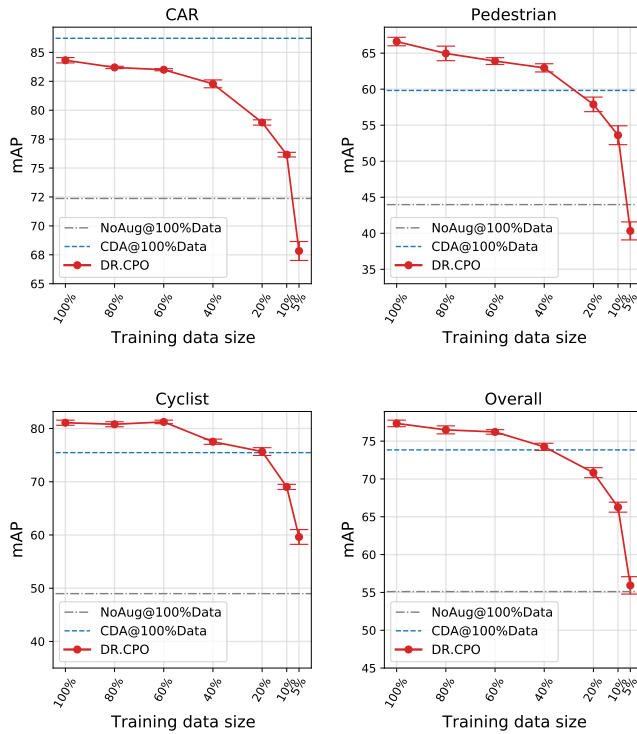 CAR
mAP
85
82
80
78
75
72
70
68
65
NoAug@100%Data
CDA@100%Data
DR.CPO
100%
80%
60%
40%
20%
10%
5%
Training data size
Pedestrian
mAP
65
60
55
50
45
40
35
NoAug@100%Data
CDA@100%Data
DR.CPO
100%
80%
60%
40%
20%
10%
5%
Training data size
Cyclist
mAP
80
70
60
50
40
NoAug@100%Data
CDA@100%Data
DR.CPO
100%
80%
60%
40%
20%
10%
5%
Training data size
Overall
mAP
75
70
65
60
55
50
45
NoAug@100%Data
CDA@100%Data
DR.CPO
100%
80%
60%
40%
20%
10%
5%
Training data size